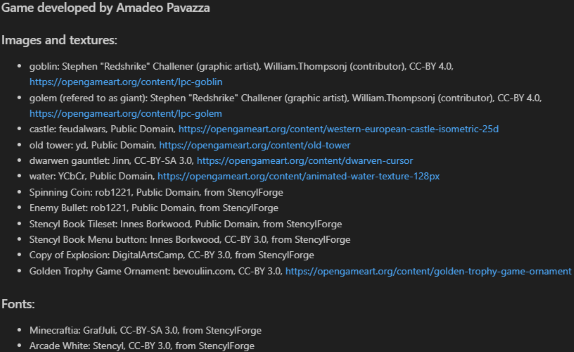 Game developed by Amadeo Pavazza
Images and textures:
• goblin: Stephen "Redshrike" Challener (graphic artist), William.Thompsonj (contributor), CC-BY 4.0,
https://opengameart.org/content/lpc-goblin
• golem (refered to as giant): Stephen "Redshrike" Challener (graphic artist), William.Thompsonj (contributor), CC-BY 4.0,
https://opengameart.org/content/lpc-golem
• castle: feudalwars, Public Domain, https://opengameart.org/content/western-european-castle-isometric-25d
• old tower: yd, Public Domain, https://opengameart.org/content/old-tower
• dwarwen gauntlet: Jinn, CC-BY-SA 3.0, https://opengameart.org/content/dwarven-cursor
• water: YCbCr, Public Domain, https://opengameart.org/content/animated-water-texture-128px
• Spinning Coin: rob1221, Public Domain, from StencylForge
• Enemy Bullet: rob1221, Public Domain, from StencylForge
• Stencyl Book Tileset: Innes Borkwood, Public Domain, from StencylForge
• Stencyl Book Menu button: Innes Borkwood, CC-BY 3.0, from StencylForge
• Copy of Explosion: DigitalArtsCamp, CC-BY 3.0, from StencylForge
• Golden Trophy Game Ornament: bevouliin.com, CC-BY 3.0, https://opengameart.org/content/golden-trophy-game-ornament
Fonts:
• Minecraftia: GrafJuli, CC-BY-SA 3.0, from StencylForge
• Arcade White: Stencyl, CC-BY 3.0, from StencylForge